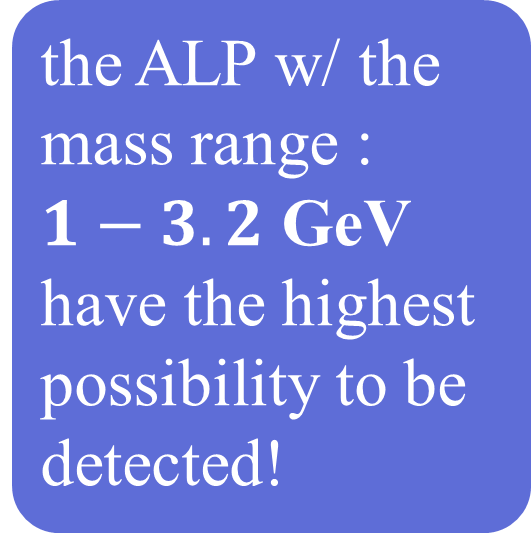 the ALP w/ the
mass range :
1 − 3.2 GeV
have the highest
possibility to be
detected!